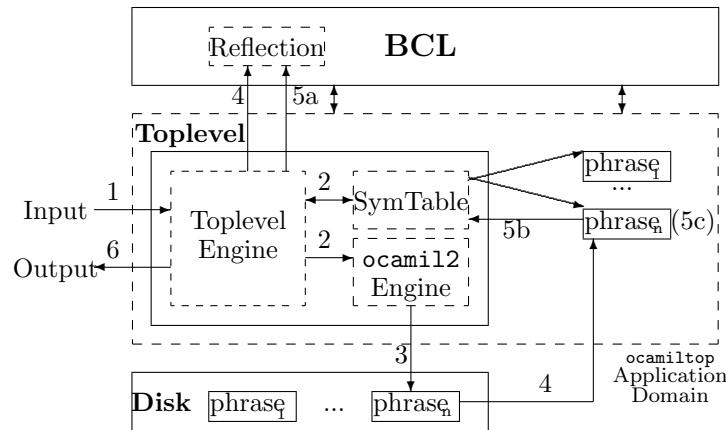 Reflection BCL
4 5a
Toplevel
phrase1
...
1 2 SymTable
Input Toplevel phrasen (5c)
Engine 5b
6 2 ocamil2
Output Engine
3
ocamiltop
Application
Domain
4
Disk phrase1 ... phrasen